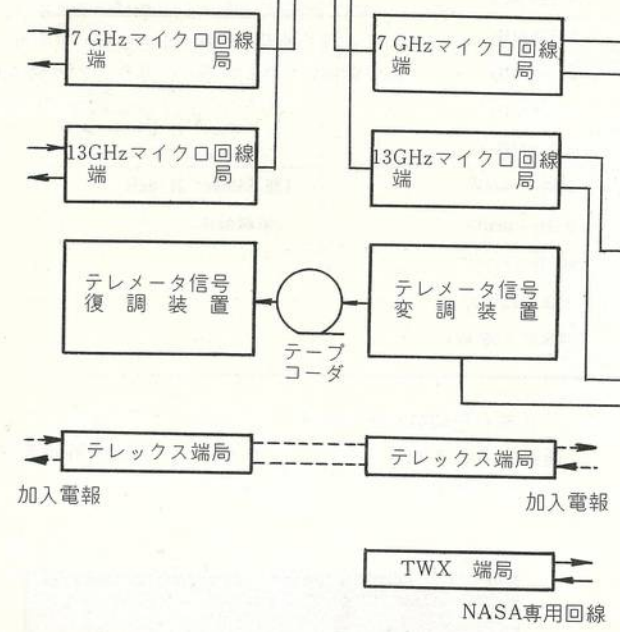 7 GHzマイクロ回線
端 局
7 GHzマイクロ回線
端 局
13GHzマイクロ回線
端 局
13GHzマイクロ回線
端 局
テレメータ信号
復 調 装 置
テレメータ信号
変 調 装 置
テープ
コーダ
テレックス端局
テレックス端局
加入電報
加入電報
TWX 端局
NASA専用回線